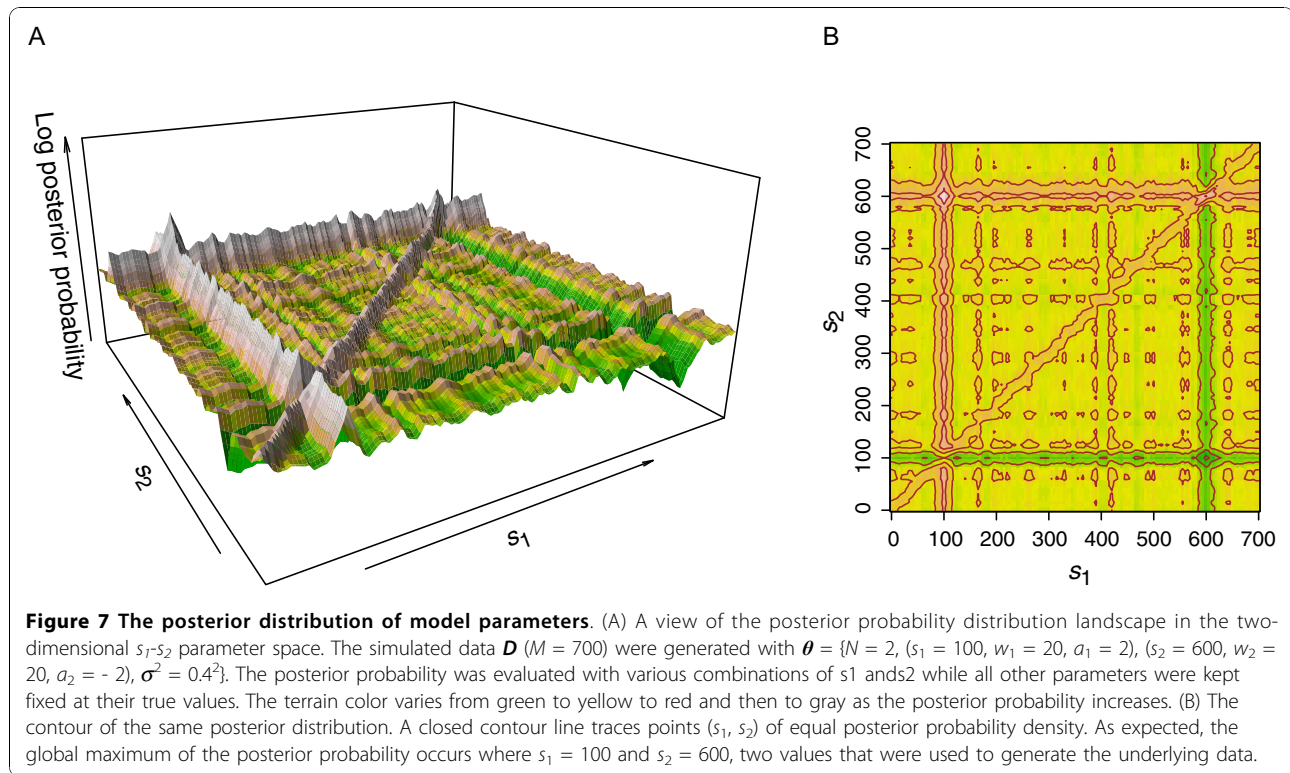 A
B
Log posterior probability
s2
s1
s2
700
600
500
400
300
200
100
0
0 100 200 300 400 500 600 700
s1
Figure 7 The posterior distribution of model parameters. (A) A view of the posterior probability distribution landscape in the two-
dimensional s1-s2 parameter space. The simulated data D (M = 700) were generated with θ = {N = 2, (s1 = 100, w1 = 20, a1 = 2), (s2 = 600, w2 =
20, a2 = - 2), σ² = 0.4²}. The posterior probability was evaluated with various combinations of s1 ands2 while all other parameters were kept
fixed at their true values. The terrain color varies from green to yellow to red and then to gray as the posterior probability increases. (B) The
contour of the same posterior distribution. A closed contour line traces points (s1, s2) of equal posterior probability density. As expected, the
global maximum of the posterior probability occurs where s1 = 100 and s2 = 600, two values that were used to generate the underlying data.